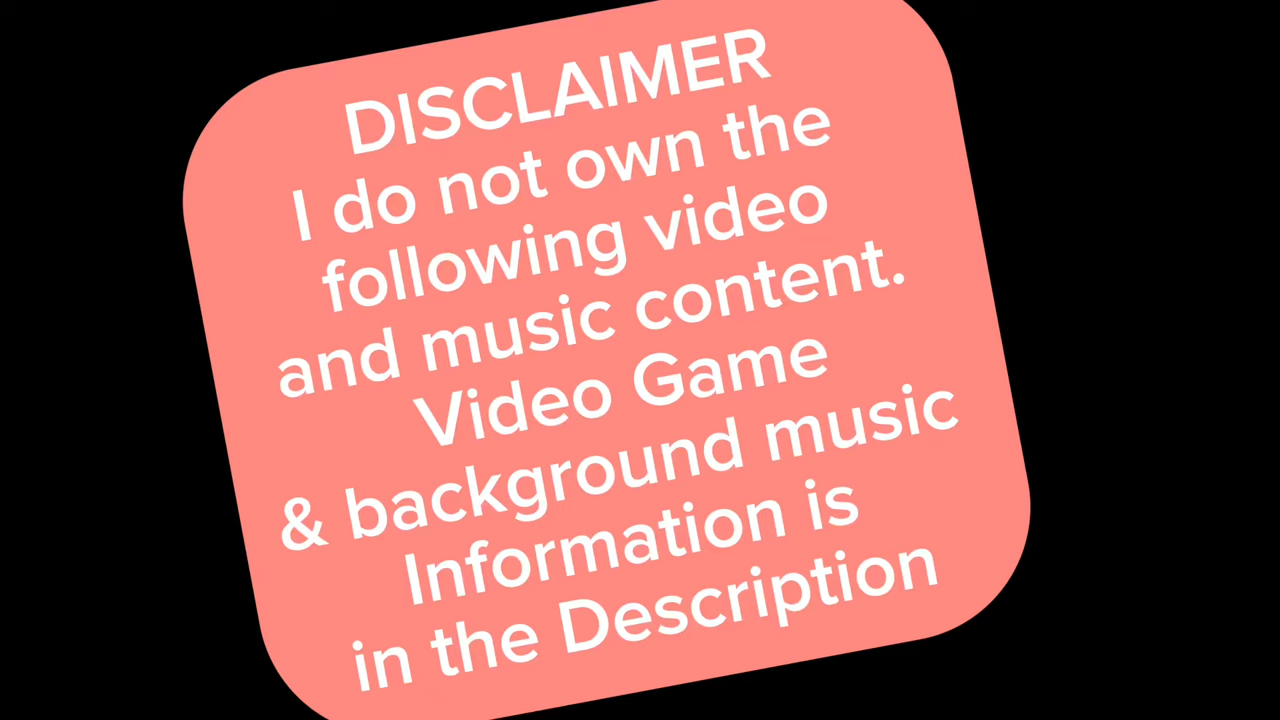 DISCLAIMER
I do not own the
following video
and music content.
Video Game
& background music
Information is
in the Description